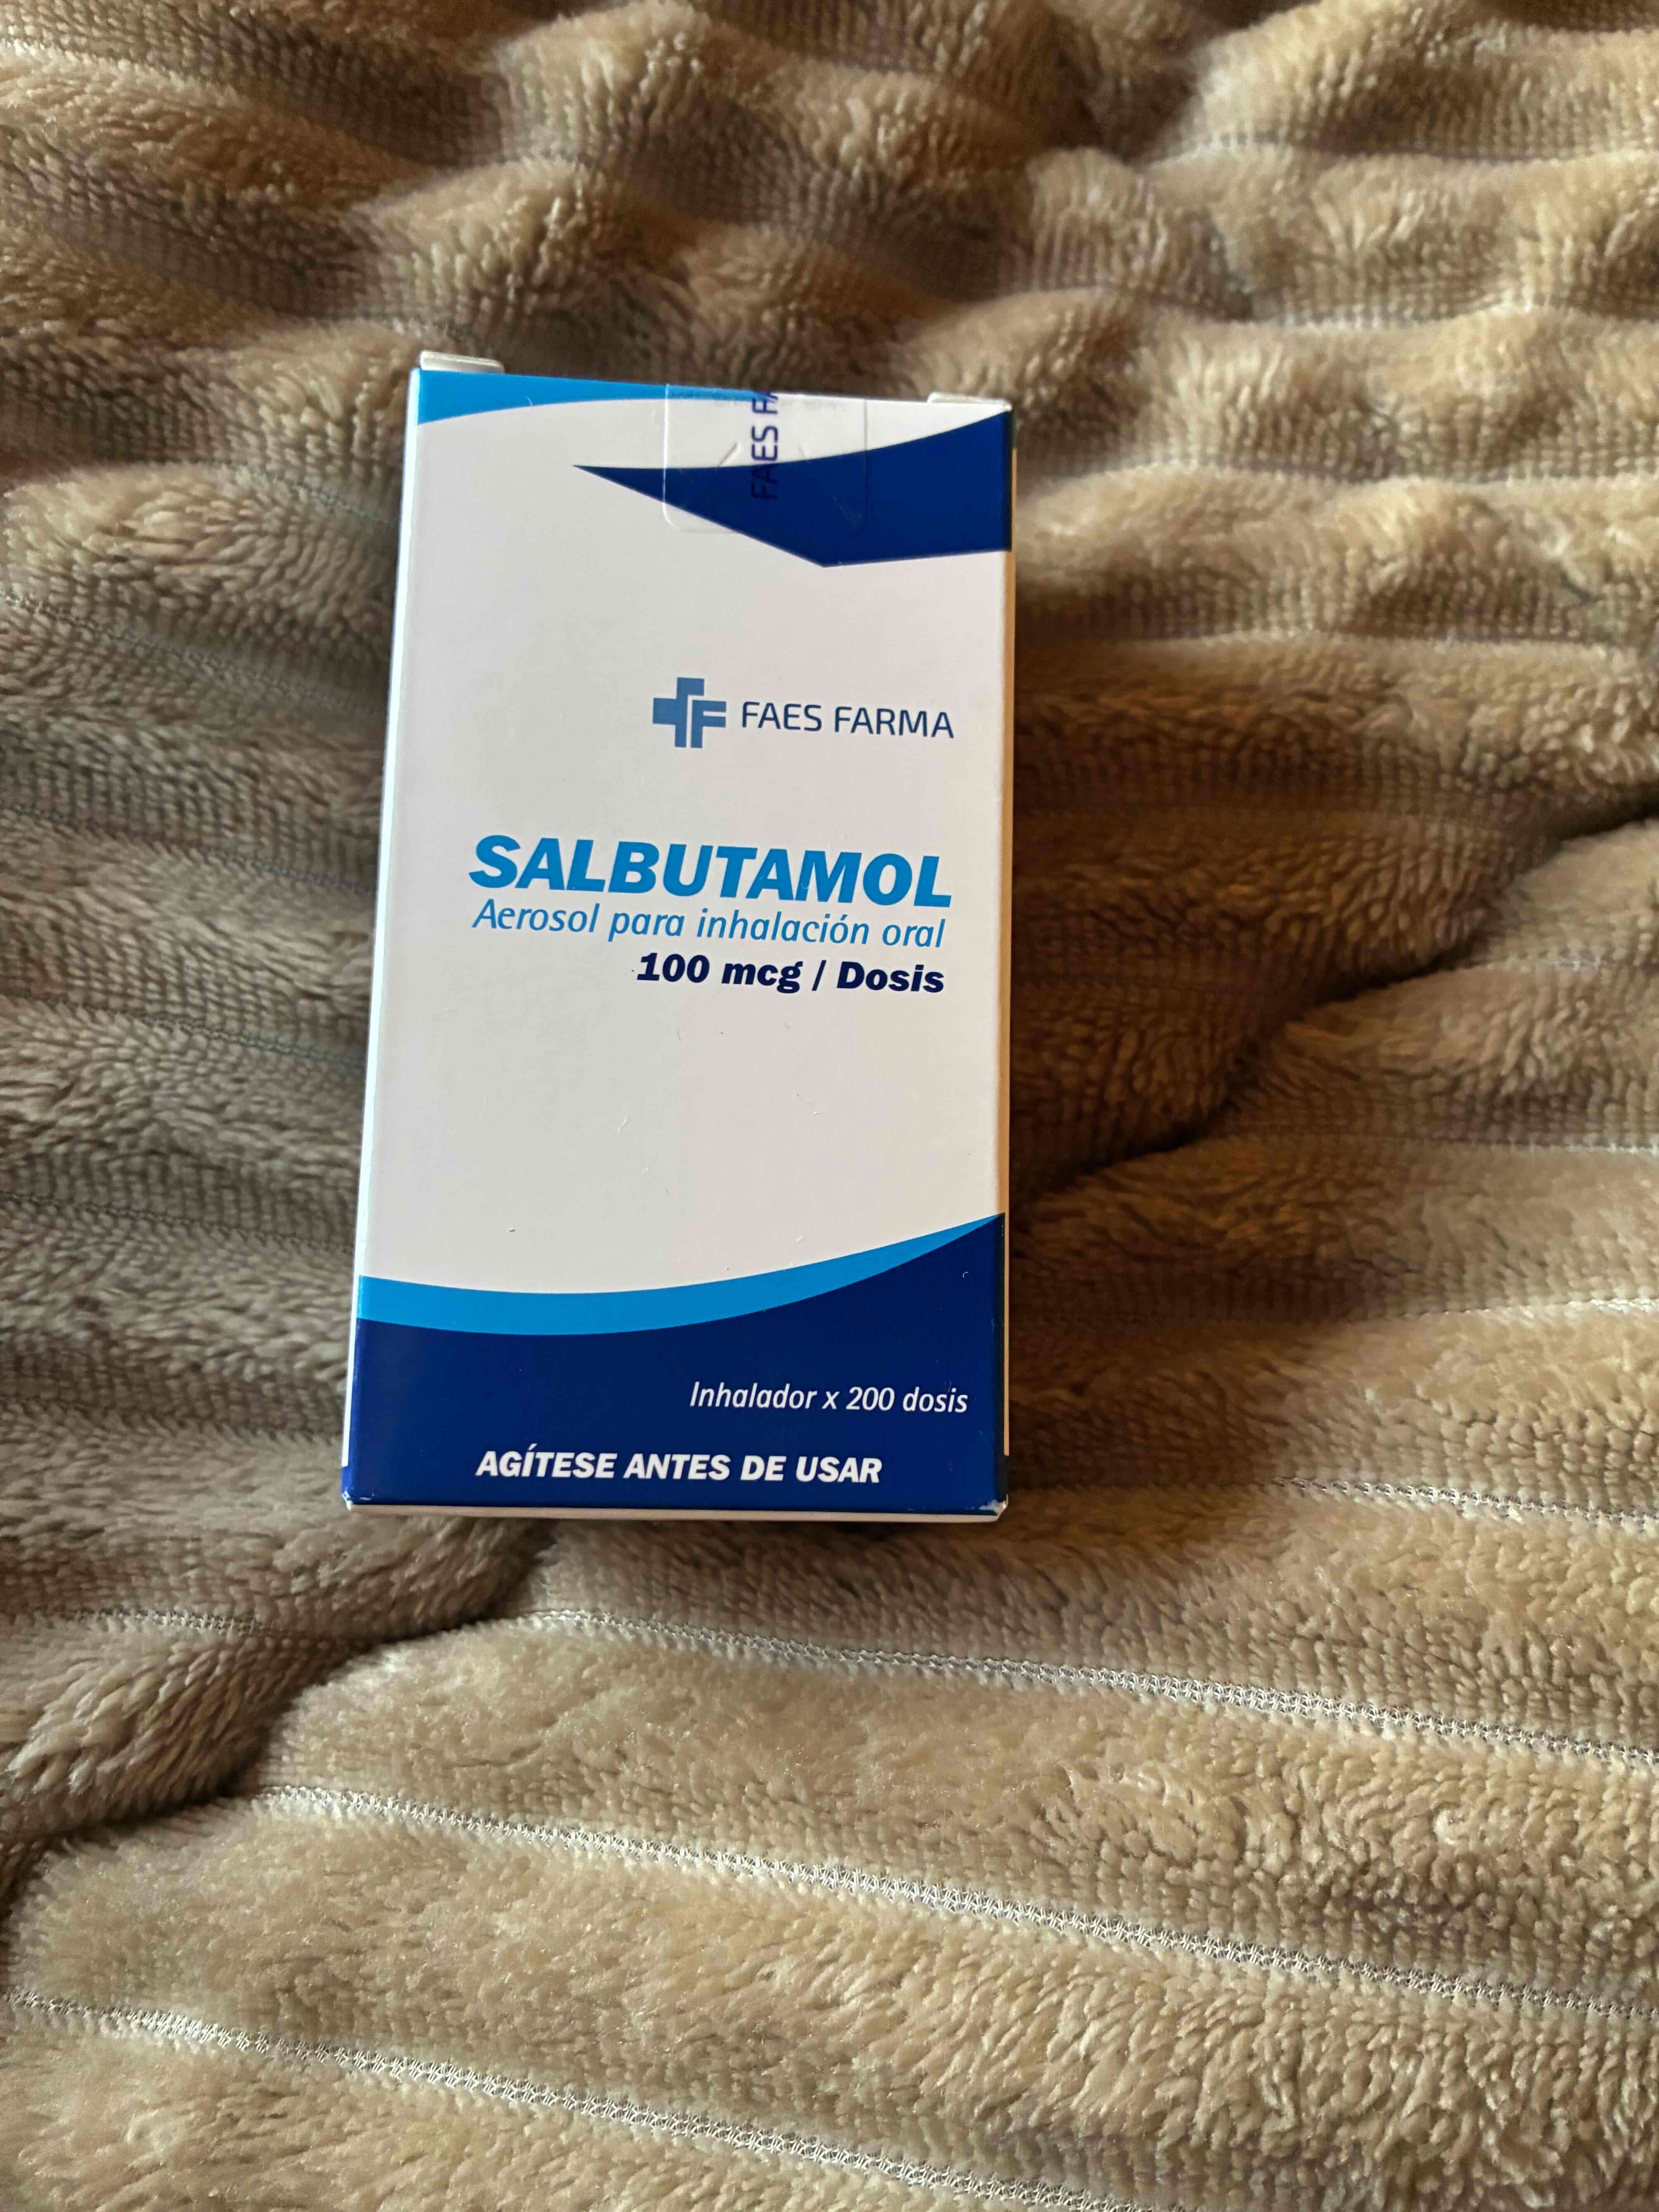 FAES FA
FAES FARMA
SALBUTAMOL
Aerosol para inhalación oral
100 mcg / Dosis
Inhalador x 200 dosis
AGÍTESE ANTES DE USAR